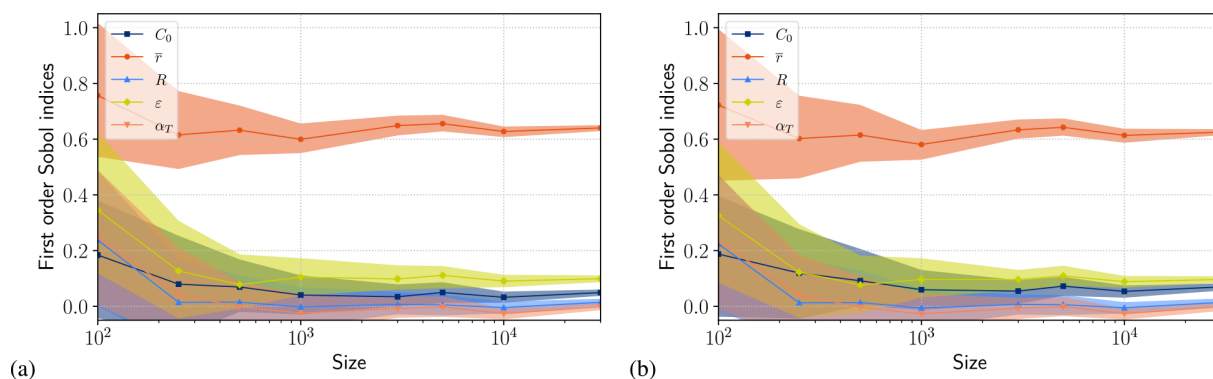 1.0
0.8
0.6
0.4
0.2
0.0
First order Sobol indices
C₀
r̅
R
ε
α_T
10²
10³
10⁴
Size
(a)
1.0
0.8
0.6
0.4
0.2
0.0
First order Sobol indices
C₀
r̅
R
ε
α_T
10²
10³
10⁴
Size
(b)